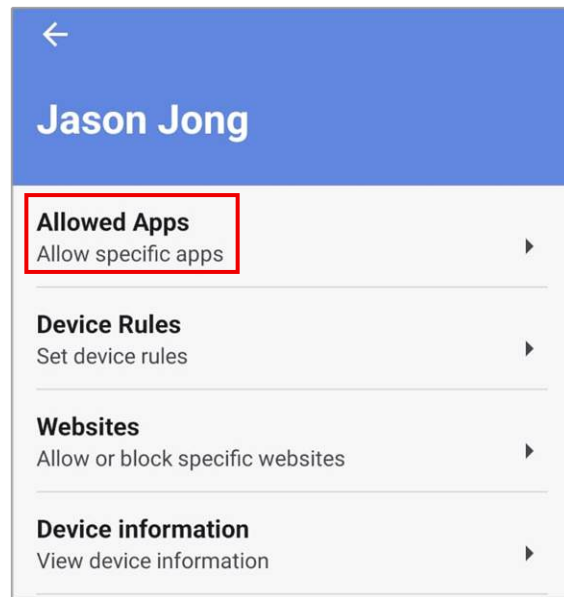 Jason Jong
Allowed Apps
Allow specific apps
Device Rules
Set device rules
Websites
Allow or block specific websites
Device information
View device information